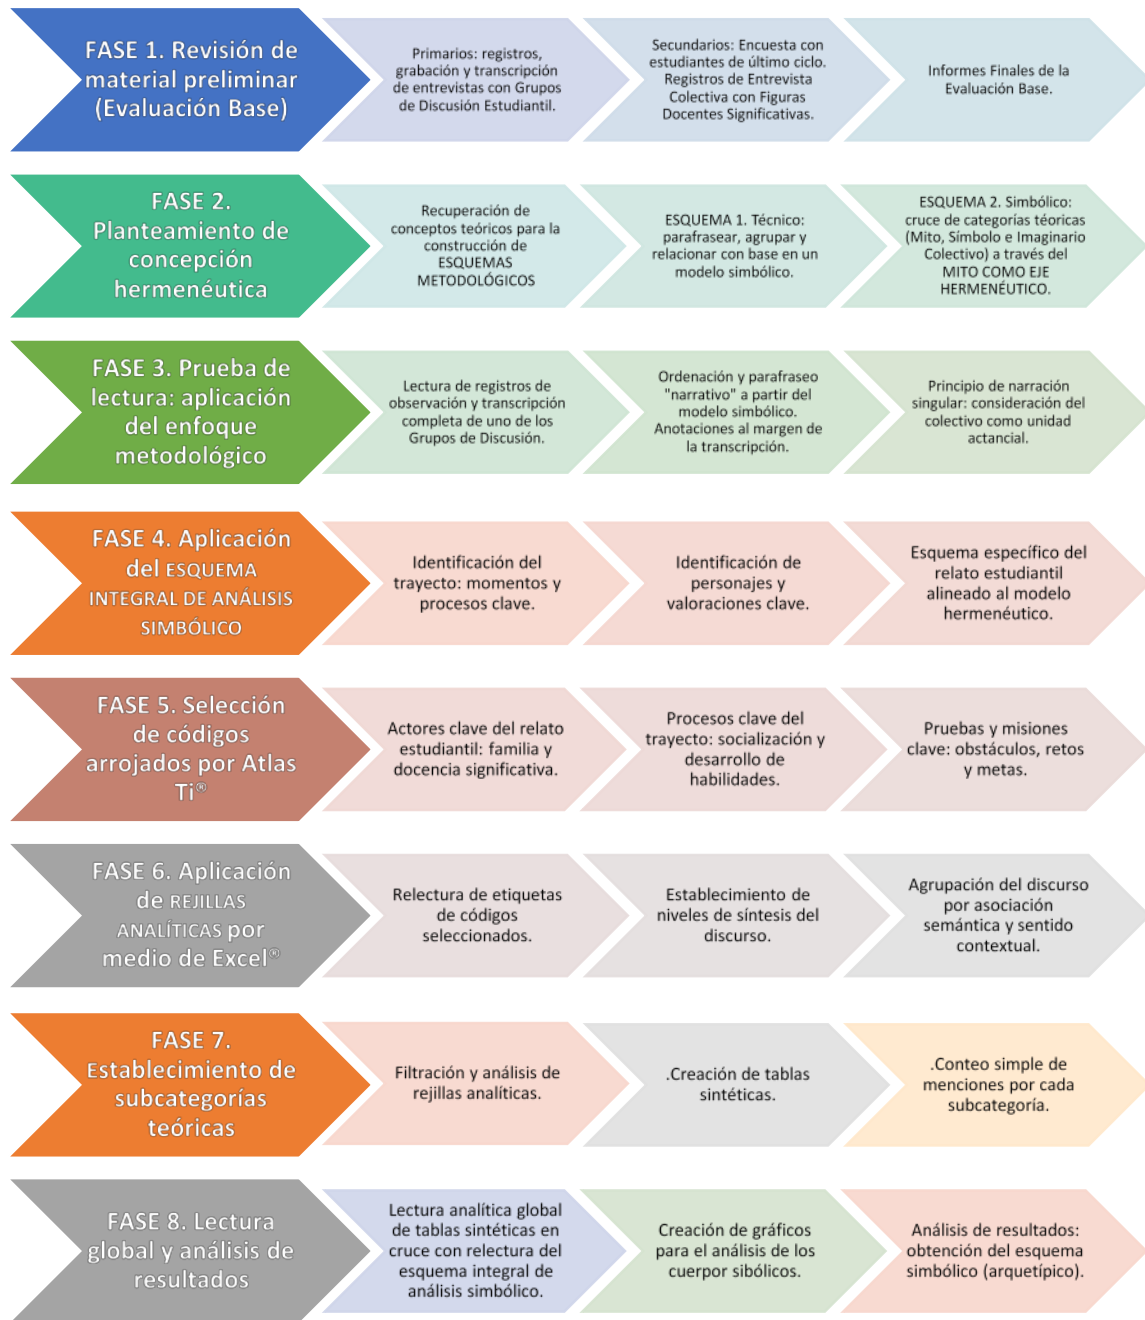 FASE 1. Revisión de
material preliminar
(Evaluación Base)
Primarios: registros,
grabación y transcripción
de entrevistas con Grupos
de Discusión Estudiantil.
Secundarios: Encuesta con
estudiantes de último ciclo.
Registros de Entrevista
Colectiva con Figuras
Docentes Significativas.
Informes Finales de la
Evaluación Base.
FASE 2.
Planteamiento de
concepción
hermenéutica
Recuperación de
conceptos teóricos para la
construcción de
ESQUEMAS
METODOLÓGICOS
ESQUEMA 1. Técnico:
parafrasear, agrupar y
relacionar con base en un
modelo simbólico.
ESQUEMA 2. Simbólico:
cruce de categorías téoricas
(Mito, Símbolo e Imaginario
Colectivo) a través del
MITO COMO EJE
HERMENÉUTICO.
FASE 3. Prueba de
lectura: aplicación
del enfoque
metodológico
Lectura de registros de
observación y transcripción
completa de uno de los
Grupos de Discusión.
Ordenación y parafraseo
"narrativo" a partir del
modelo simbólico.
Anotaciones al margen de
la transcripción.
Principio de narración
singular: consideración del
colectivo como unidad
actancial.
FASE 4. Aplicación
del ESQUEMA
INTEGRAL DE ANÁLISIS
SIMBÓLICO
Identificación del
trayecto: momentos y
procesos clave.
Identificación de
personajes y
valoraciones clave.
Esquema específico del
relato estudiantil
alineado al modelo
hermenéutico.
FASE 5. Selección
de códigos
arrojados por Atlas
Ti®
Actores clave del relato
estudiantil: familia y
docencia significativa.
Procesos clave del
trayecto: socialización y
desarrollo de
habilidades.
Pruebas y misiones
clave: obstáculos, retos
y metas.
FASE 6. Aplicación
de REJILLAS
ANALÍTICAS por
medio de Excel®
Relectura de etiquetas
de códigos
seleccionados.
Establecimiento de
niveles de síntesis del
discurso.
Agrupación del discurso
por asociación
semántica y sentido
contextual.
FASE 7.
Establecimiento de
subcategorías
teóricas
Filtración y análisis de
rejillas analíticas.
.Creación de tablas
sintéticas.
.Conteo simple de
menciones por cada
subcategoría.
FASE 8. Lectura
global y análisis de
resultados
Lectura analítica global
de tablas sintéticas en
cruce con relectura del
esquema integral de
análisis simbólico.
Creación de gráficos
para el análisis de los
cuerpor sibólicos.
Análisis de resultados:
obtención del esquema
simbólico (arquetípico).